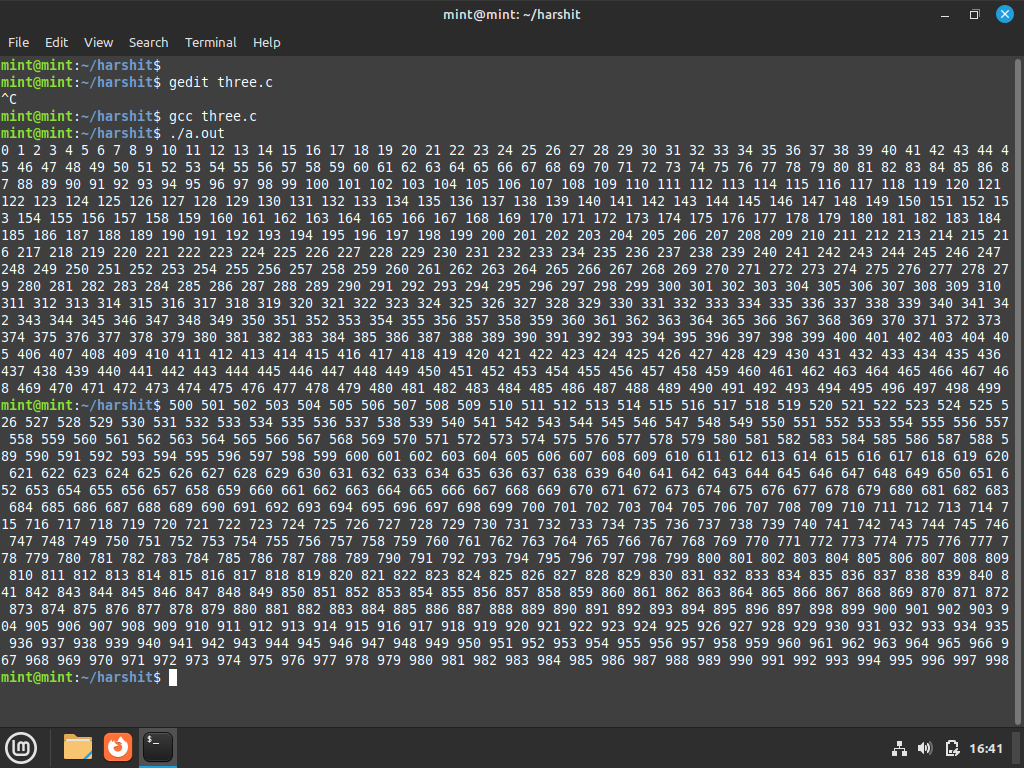 mint@mint: ~/harshit
File Edit View Search Terminal Help
mint@mint:~/harshit$
mint@mint:~/harshit$ gedit three.c
^C
mint@mint:~/harshit$ gcc three.c
mint@mint:~/harshit$ ./a.out
0 1 2 3 4 5 6 7 8 9 10 11 12 13 14 15 16 17 18 19 20 21 22 23 24 25 26 27 28 29 30 31 32 33 34 35 36 37 38 39 40 41 42 43 44 4
5 46 47 48 49 50 51 52 53 54 55 56 57 58 59 60 61 62 63 64 65 66 67 68 69 70 71 72 73 74 75 76 77 78 79 80 81 82 83 84 85 86 8
7 88 89 90 91 92 93 94 95 96 97 98 99 100 101 102 103 104 105 106 107 108 109 110 111 112 113 114 115 116 117 118 119 120 121
122 123 124 125 126 127 128 129 130 131 132 133 134 135 136 137 138 139 140 141 142 143 144 145 146 147 148 149 150 151 152 15
3 154 155 156 157 158 159 160 161 162 163 164 165 166 167 168 169 170 171 172 173 174 175 176 177 178 179 180 181 182 183 184
185 186 187 188 189 190 191 192 193 194 195 196 197 198 199 200 201 202 203 204 205 206 207 208 209 210 211 212 213 214 215 21
6 217 218 219 220 221 222 223 224 225 226 227 228 229 230 231 232 233 234 235 236 237 238 239 240 241 242 243 244 245 246 247
248 249 250 251 252 253 254 255 256 257 258 259 260 261 262 263 264 265 266 267 268 269 270 271 272 273 274 275 276 277 278 27
9 280 281 282 283 284 285 286 287 288 289 290 291 292 293 294 295 296 297 298 299 300 301 302 303 304 305 306 307 308 309 310
311 312 313 314 315 316 317 318 319 320 321 322 323 324 325 326 327 328 329 330 331 332 333 334 335 336 337 338 339 340 341 34
2 343 344 345 346 347 348 349 350 351 352 353 354 355 356 357 358 359 360 361 362 363 364 365 366 367 368 369 370 371 372 373
374 375 376 377 378 379 380 381 382 383 384 385 386 387 388 389 390 391 392 393 394 395 396 397 398 399 400 401 402 403 404 40
5 406 407 408 409 410 411 412 413 414 415 416 417 418 419 420 421 422 423 424 425 426 427 428 429 430 431 432 433 434 435 436
437 438 439 440 441 442 443 444 445 446 447 448 449 450 451 452 453 454 455 456 457 458 459 460 461 462 463 464 465 466 467 46
8 469 470 471 472 473 474 475 476 477 478 479 480 481 482 483 484 485 486 487 488 489 490 491 492 493 494 495 496 497 498 499
mint@mint:~/harshit$ 500 501 502 503 504 505 506 507 508 509 510 511 512 513 514 515 516 517 518 519 520 521 522 523 524 525 5
26 527 528 529 530 531 532 533 534 535 536 537 538 539 540 541 542 543 544 545 546 547 548 549 550 551 552 553 554 555 556 557
558 559 560 561 562 563 564 565 566 567 568 569 570 571 572 573 574 575 576 577 578 579 580 581 582 583 584 585 586 587 588 5
89 590 591 592 593 594 595 596 597 598 599 600 601 602 603 604 605 606 607 608 609 610 611 612 613 614 615 616 617 618 619 620
621 622 623 624 625 626 627 628 629 630 631 632 633 634 635 636 637 638 639 640 641 642 643 644 645 646 647 648 649 650 651 6
52 653 654 655 656 657 658 659 660 661 662 663 664 665 666 667 668 669 670 671 672 673 674 675 676 677 678 679 680 681 682 683
684 685 686 687 688 689 690 691 692 693 694 695 696 697 698 699 700 701 702 703 704 705 706 707 708 709 710 711 712 713 714 7
15 716 717 718 719 720 721 722 723 724 725 726 727 728 729 730 731 732 733 734 735 736 737 738 739 740 741 742 743 744 745 746
747 748 749 750 751 752 753 754 755 756 757 758 759 760 761 762 763 764 765 766 767 768 769 770 771 772 773 774 775 776 777 7
78 779 780 781 782 783 784 785 786 787 788 789 790 791 792 793 794 795 796 797 798 799 800 801 802 803 804 805 806 807 808 809
810 811 812 813 814 815 816 817 818 819 820 821 822 823 824 825 826 827 828 829 830 831 832 833 834 835 836 837 838 839 840 8
41 842 843 844 845 846 847 848 849 850 851 852 853 854 855 856 857 858 859 860 861 862 863 864 865 866 867 868 869 870 871 872
873 874 875 876 877 878 879 880 881 882 883 884 885 886 887 888 889 890 891 892 893 894 895 896 897 898 899 900 901 902 903 9
04 905 906 907 908 909 910 911 912 913 914 915 916 917 918 919 920 921 922 923 924 925 926 927 928 929 930 931 932 933 934 935
936 937 938 939 940 941 942 943 944 945 946 947 948 949 950 951 952 953 954 955 956 957 958 959 960 961 962 963 964 965 966 9
67 968 969 970 971 972 973 974 975 976 977 978 979 980 981 982 983 984 985 986 987 988 989 990 991 992 993 994 995 996 997 998
mint@mint:~/harshit$
16:41